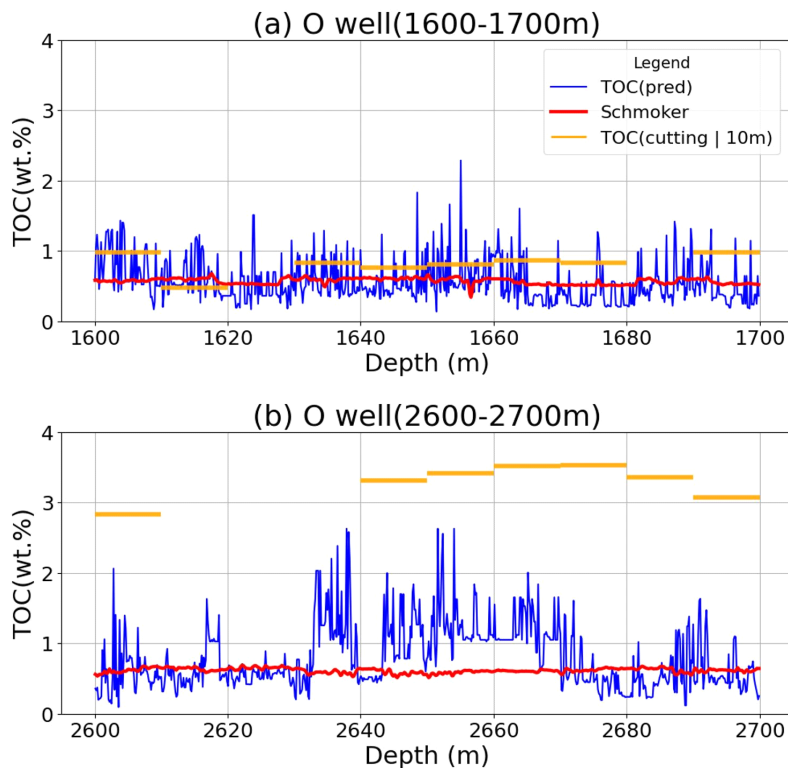 (a) O well(1600-1700m)
4
3
2
1
0
TOC(wt.%)
Legend
TOC(pred)
Schmoker
TOC(cutting | 10m)
1600 1620 1640 1660 1680 1700
Depth (m)
(b) O well(2600-2700m)
4
3
2
1
0
TOC(wt.%)
2600 2620 2640 2660 2680 2700
Depth (m)